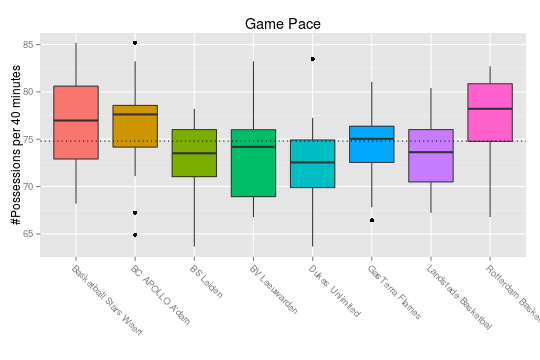 Game Pace
#Possessions per 40 minutes
85
80
75
70
65
Basketball Stars Weert
BC APOLLO A'dam
BS Leiden
BV Leeuwarden
Dukes Unlimited
GasTerra Flames
Landstede Basketbal
Rotterdam Baske